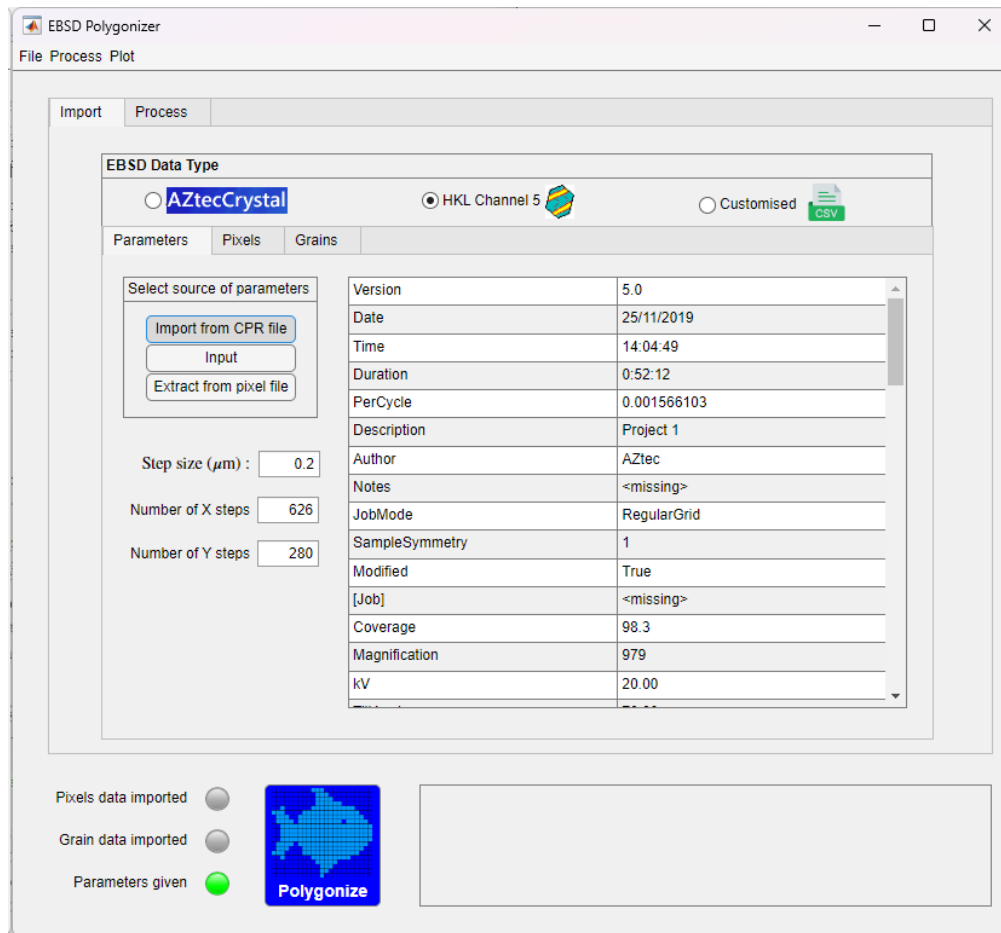 EBSD Polygonizer
File Process Plot
Import Process
EBSD Data Type
AZtecCrystal HKL Channel 5 Customised CSV
Parameters Pixels Grains
Select source of parameters
Import from CPR file
Input
Extract from pixel file
Step size (μm) : 0.2
Number of X steps 626
Number of Y steps 280
Version 5.0
Date 25/11/2019
Time 14:04:49
Duration 0:52:12
PerCycle 0.001566103
Description Project 1
Author AZtec
Notes <missing>
JobMode RegularGrid
SampleSymmetry 1
Modified True
[Job] <missing>
Coverage 98.3
Magnification 979
kV 20.00
Pixels data imported
Grain data imported
Parameters given
Polygonize